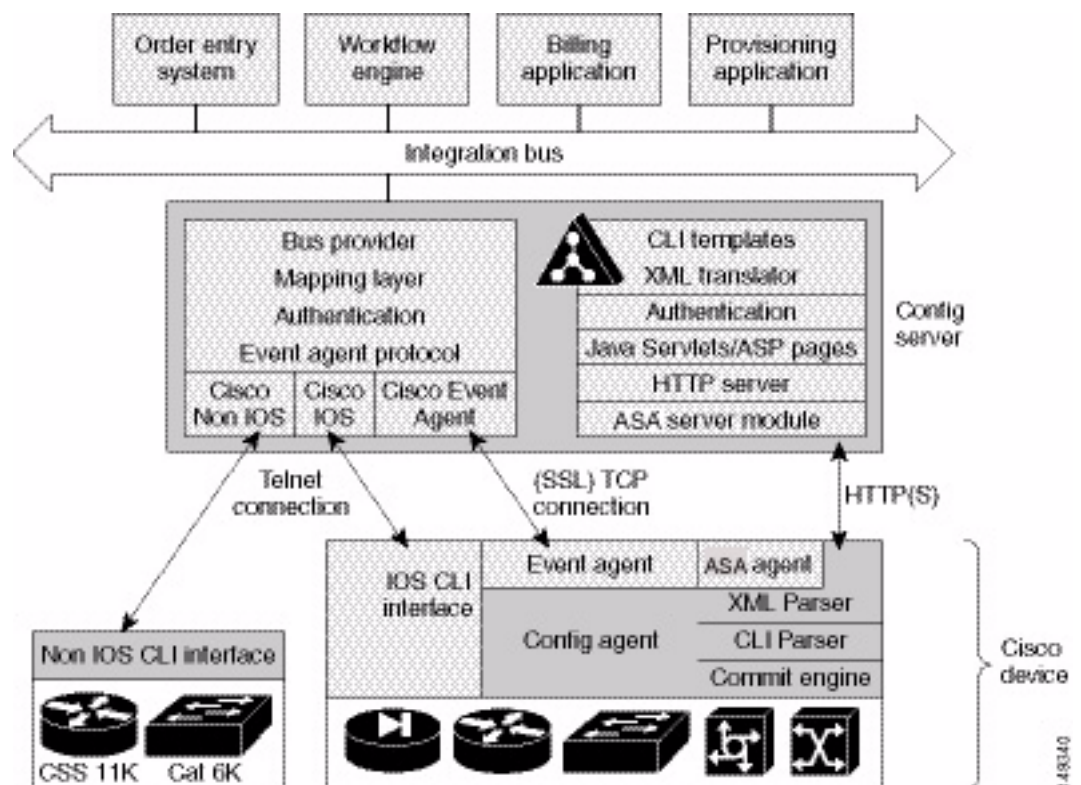 Order entry
system
Workflow
engine
Billing
application
Provisioning
application
Integration bus
Bus provider
Mapping layer
Authentication
Event agent protocol
Cisco
Non IOS
Cisco
IOS
Cisco Event
Agent
CLI templates
XML translator
Authentication
Java Servlets/ASP pages
HTTP server
ASA server module
Config
server
Telnet
connection
{SSL} TCP
connection
HTTP{S}
IOS CLI
interface
Event agent
ASA agent
Config agent
XML Parser
CLI Parser
Commit engine
Cisco
device
Non IOS CLI interface
CSS 11K
Cat 6K
149340